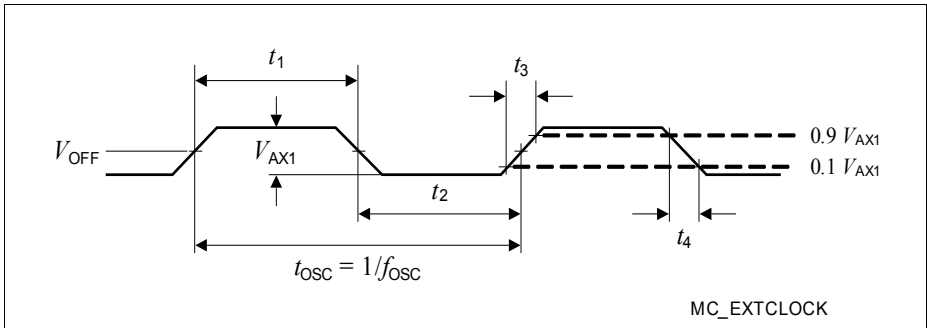 t1
t3
VOFF
VAX1
0.9 VAX1
0.1 VAX1
t2
t4
tOSC = 1/fOSC
MC_EXTCLOCK